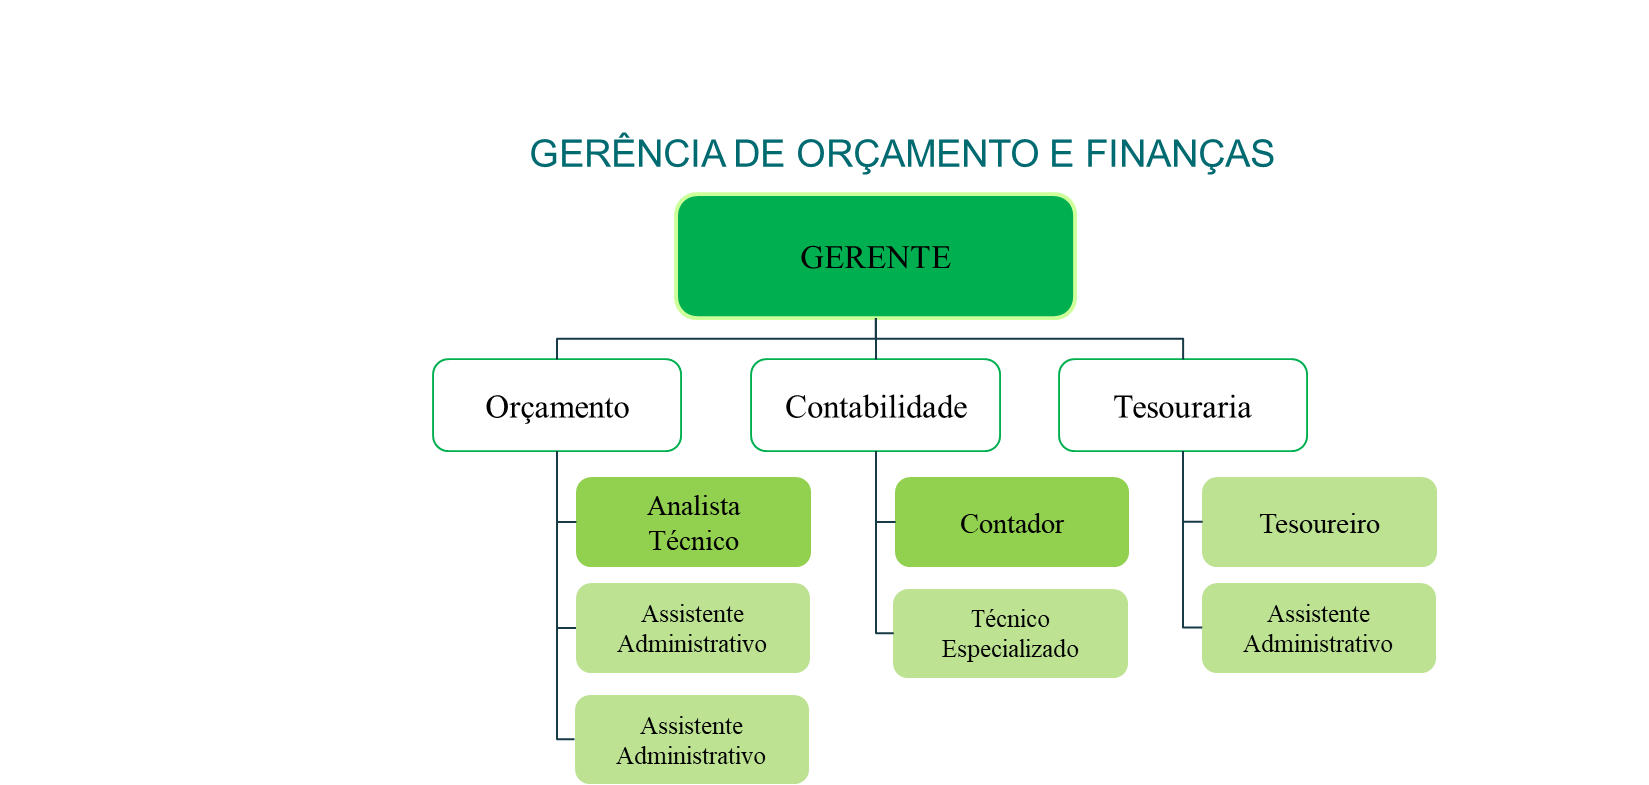 GERÊNCIA DE ORÇAMENTO E FINANÇAS
GERENTE
Orçamento
Contabilidade
Tesouraria
Analista
Técnico
Assistente
Administrativo
Assistente
Administrativo
Contador
Técnico
Especializado
Tesoureiro
Assistente
Administrativo